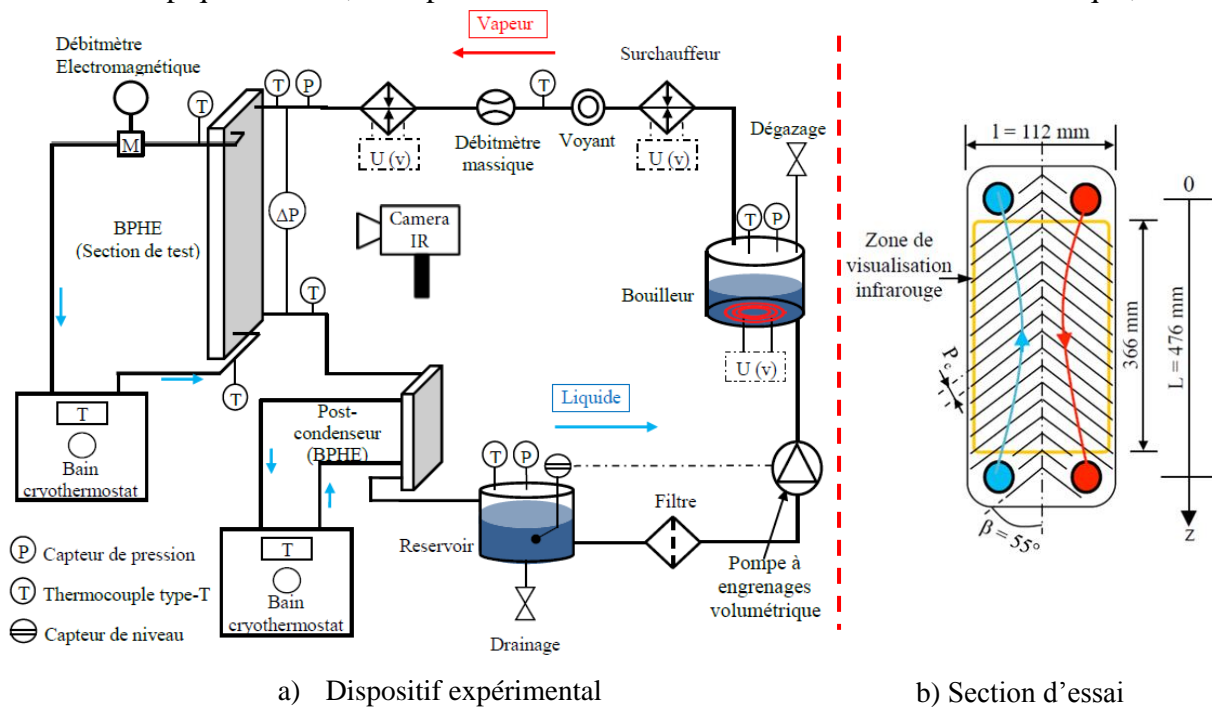 Vapeur
Débitmètre
Electromagnétique
Surchauffeur
T
P
T
T
M
U (v)
Débitmètre
massique
Voyant
U (v)
Dégazage
ΔP
Camera
IR
BPHE
(Section de test)
T
T
P
Bouilleur
U (v)
T
T
Bain
cryothermostat
Post-
condenseur
(BPHE)
Liquide
T
P
Filtre
Reservoir
Pompe à
engrenages
volumétrique
T
Bain
cryothermostat
Drainage
P Capteur de pression
T Thermocouple type-T
Capteur de niveau
a) Dispositif expérimental
l = 112 mm
0
Zone de
visualisation
infrarouge
366 mm
L = 476 mm
Pc
β = 55°
z
b) Section d'essai